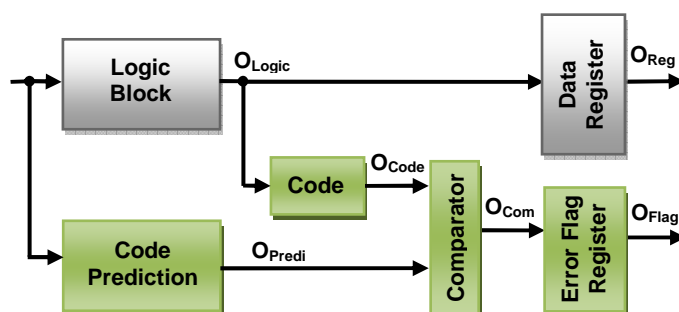 Logic
Block
OLogic
Data
Register
OReg
Code
OCode
Comparator
OCom
Error Flag
Register
OFlag
Code
Prediction
OPredi